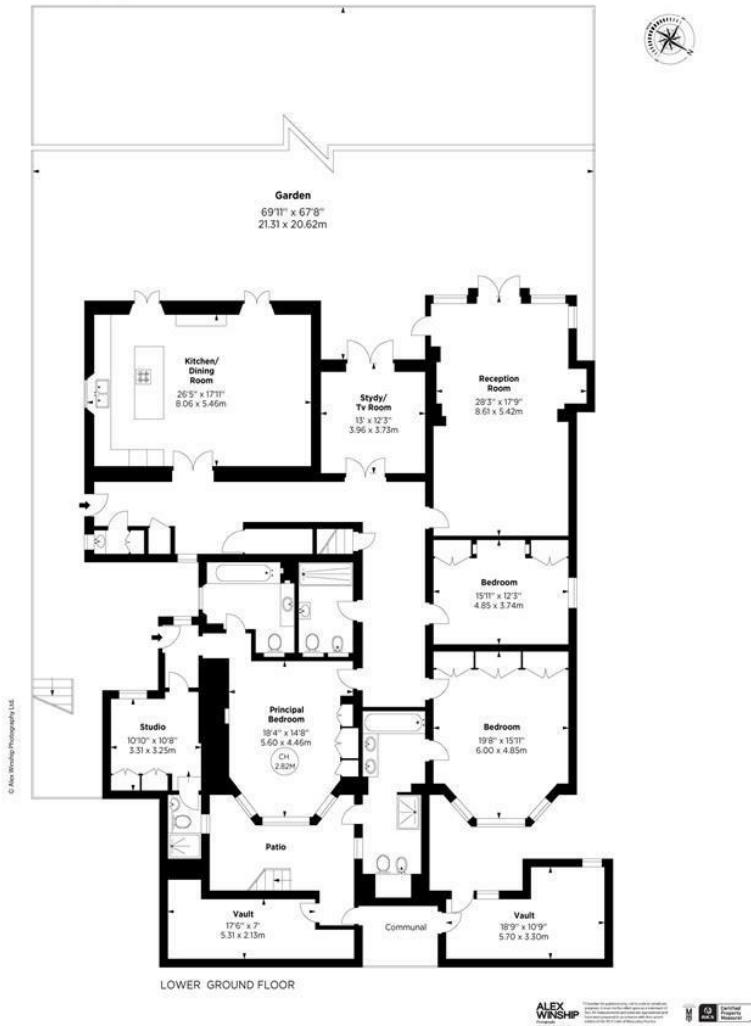 N
Garden
69'11" x 67'8"
21.31 x 20.62m
Kitchen/
Dining
Room
26'5" x 17'11"
8.06 x 5.46m
Stydy/
Tv Room
13' x 12'3"
3.96 x 3.73m
Reception
Room
28'3" x 17'9"
8.61 x 5.42m
Bedroom
15'11" x 12'3"
4.85 x 3.74m
Principal
Bedroom
18'4" x 14'8"
5.60 x 4.46m
CH
2.82M
Bedroom
19'8" x 15'11"
6.00 x 4.85m
Studio
10'10" x 10'8"
3.31 x 3.25m
Patio
Vault
17'6" x 7'
5.31 x 2.13m
Communal
Vault
18'9" x 10'9"
5.70 x 3.30m
© Alex Winship Photography Ltd.
LOWER GROUND FLOOR
ALEX
WINSHIP
Photography
RICS
Certified
Property
Measurer